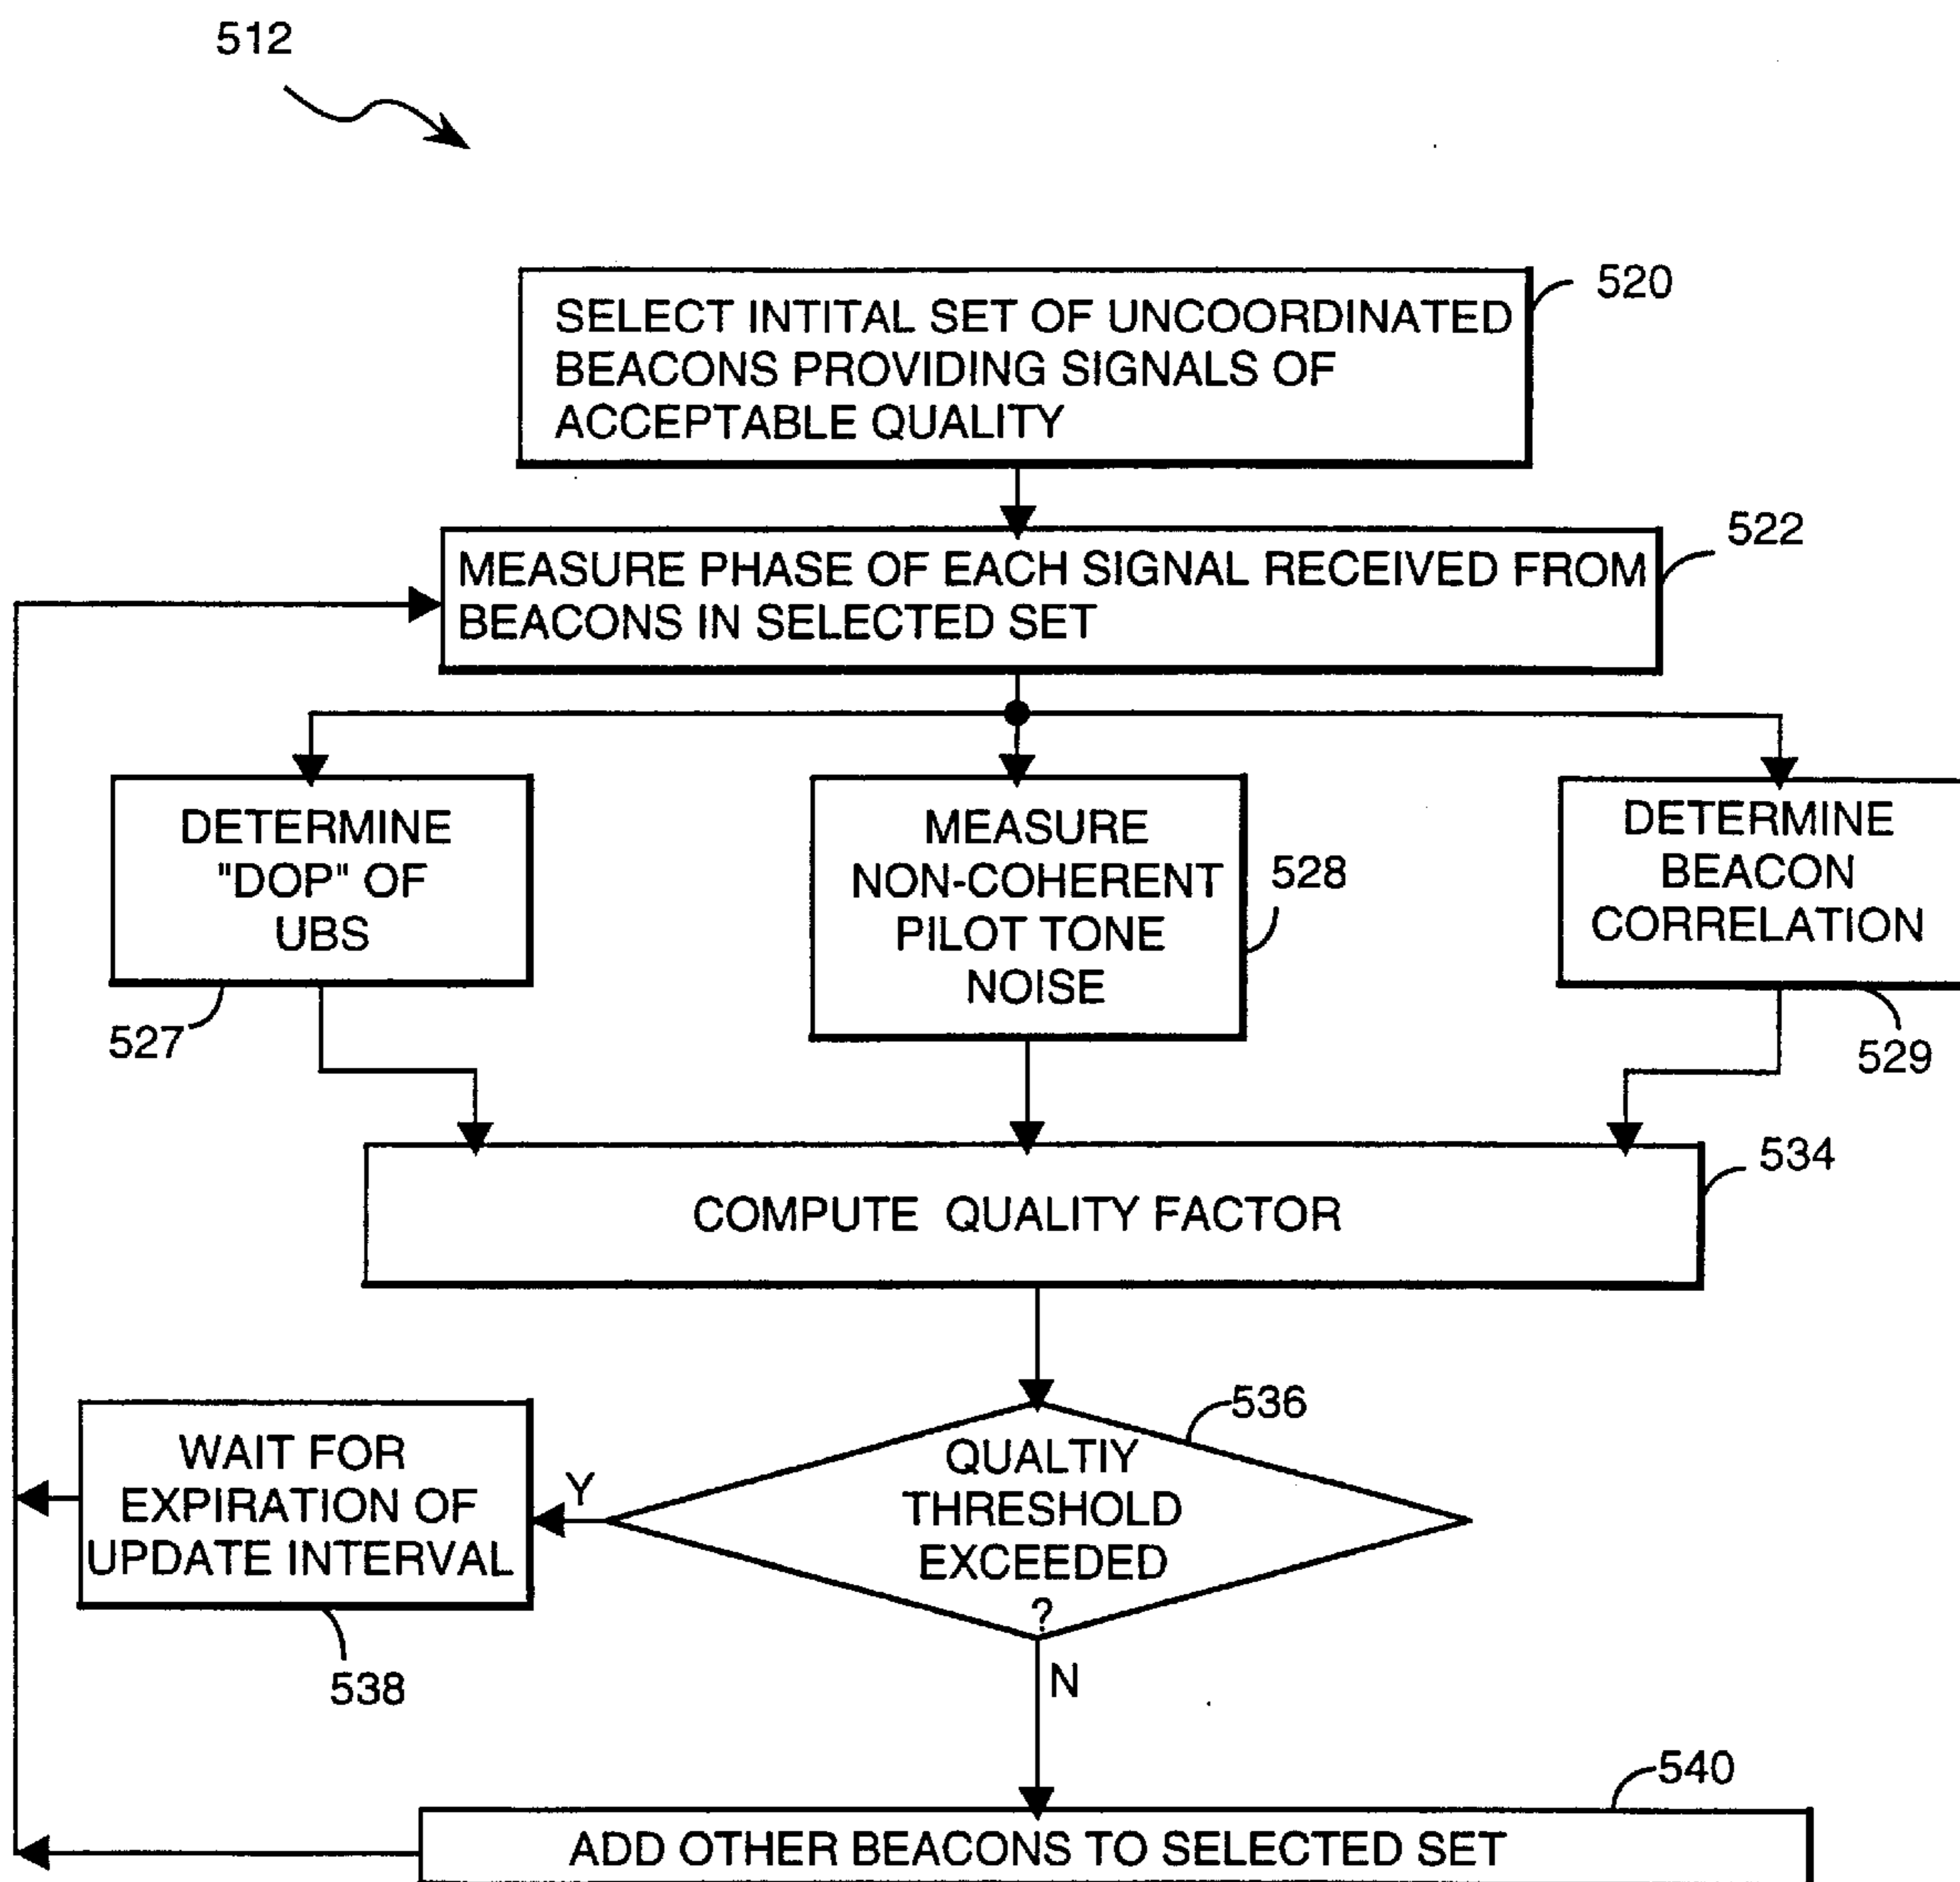 512
SELECT INTITAL SET OF UNCOORDINATED
BEACONS PROVIDING SIGNALS OF
ACCEPTABLE QUALITY
520
MEASURE PHASE OF EACH SIGNAL RECEIVED FROM
BEACONS IN SELECTED SET
522
DETERMINE
"DOP" OF
UBS
527
MEASURE
NON-COHERENT
PILOT TONE
NOISE
528
DETERMINE
BEACON
CORRELATION
529
COMPUTE QUALITY FACTOR
534
QUALTIY
THRESHOLD
EXCEEDED
?
536
Y
WAIT FOR
EXPIRATION OF
UPDATE INTERVAL
538
N
ADD OTHER BEACONS TO SELECTED SET
540